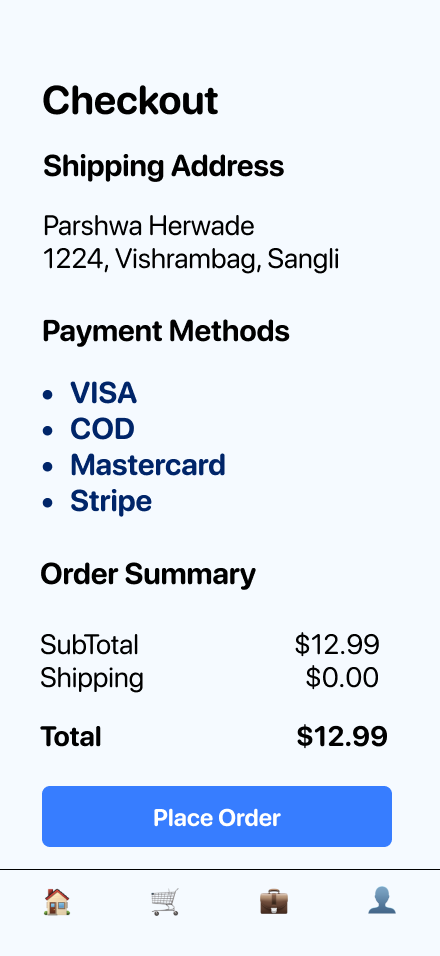 Checkout
Shipping Address
Parshwa Herwade
1224, Vishrambag, Sangli
Payment Methods
• VISA
• COD
• Mastercard
• Stripe
Order Summary
SubTotal $12.99
Shipping $0.00
Total $12.99
Place Order